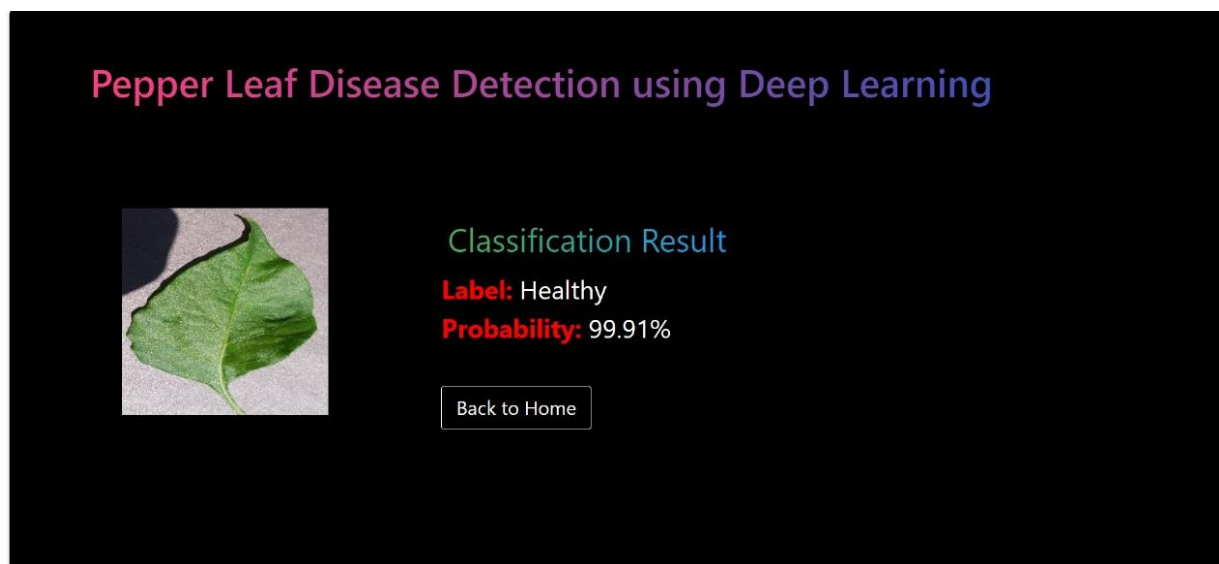 Pepper Leaf Disease Detection using Deep Learning
Classification Result
Label: Healthy
Probability: 99.91%
Back to Home